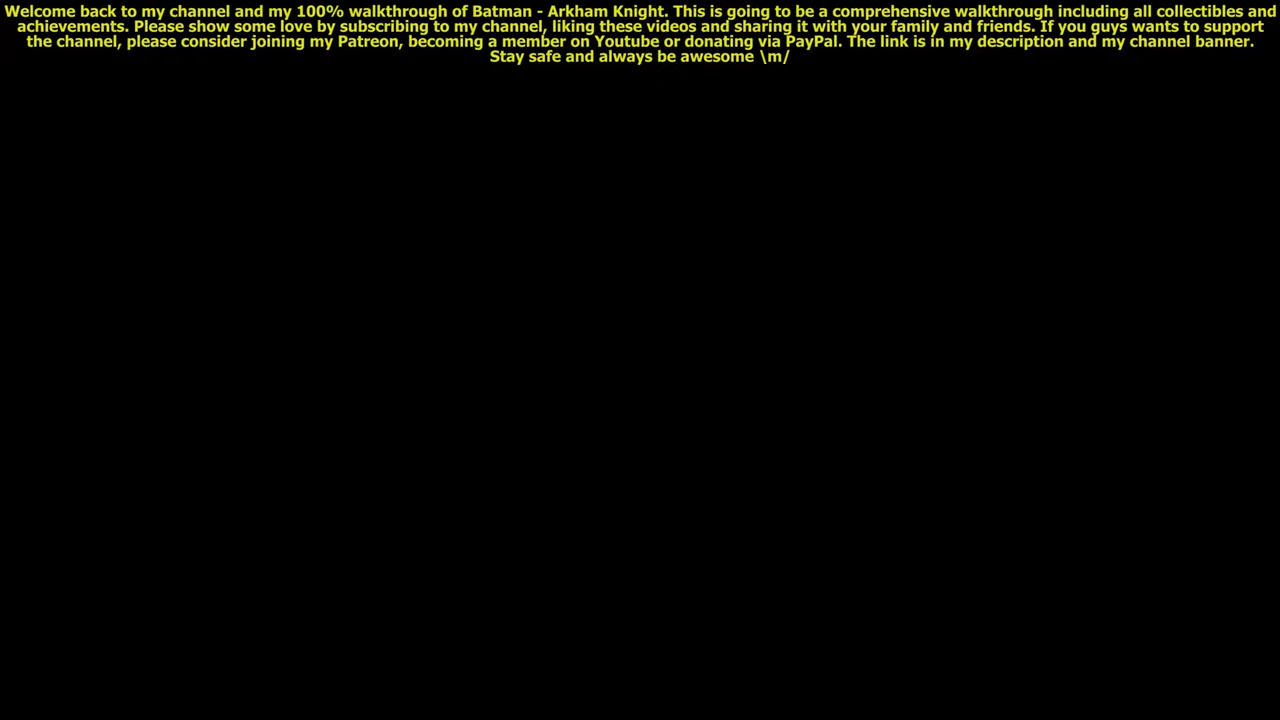 Welcome back to my channel and my 100% walkthrough of Batman - Arkham Knight. This is going to be a comprehensive walkthrough including all collectibles and
achievements. Please show some love by subscribing to my channel, liking these videos and sharing it with your family and friends. If you guys wants to support
the channel, please consider joining my Patreon, becoming a member on Youtube or donating via PayPal. The link is in my description and my channel banner.
Stay safe and always be awesome \m/